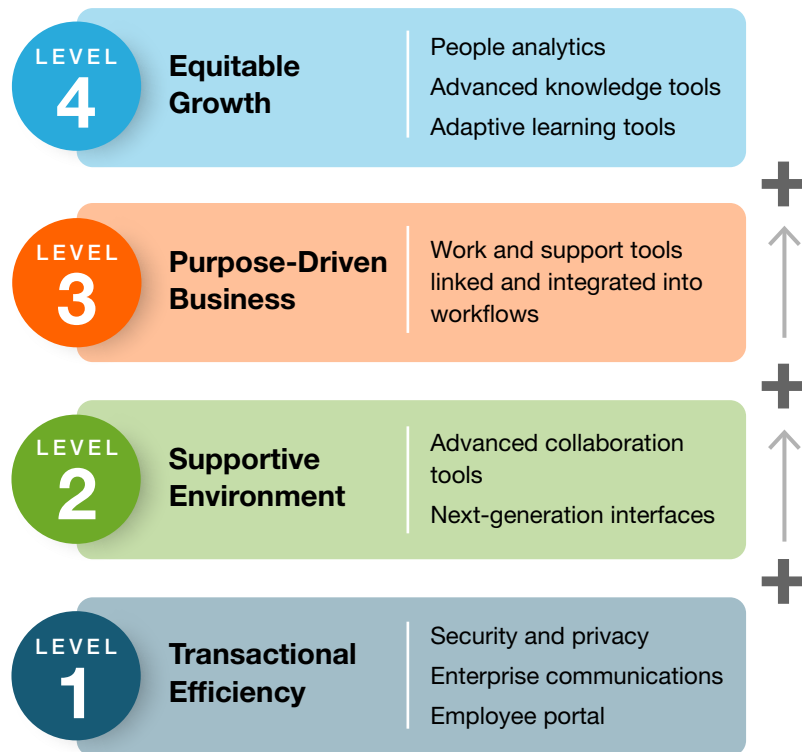 LEVEL
4
Equitable
Growth
People analytics
Advanced knowledge tools
Adaptive learning tools
+
LEVEL
3
Purpose-Driven
Business
Work and support tools
linked and integrated into
workflows
+
LEVEL
2
Supportive
Environment
Advanced collaboration
tools
Next-generation interfaces
+
LEVEL
1
Transactional
Efficiency
Security and privacy
Enterprise communications
Employee portal